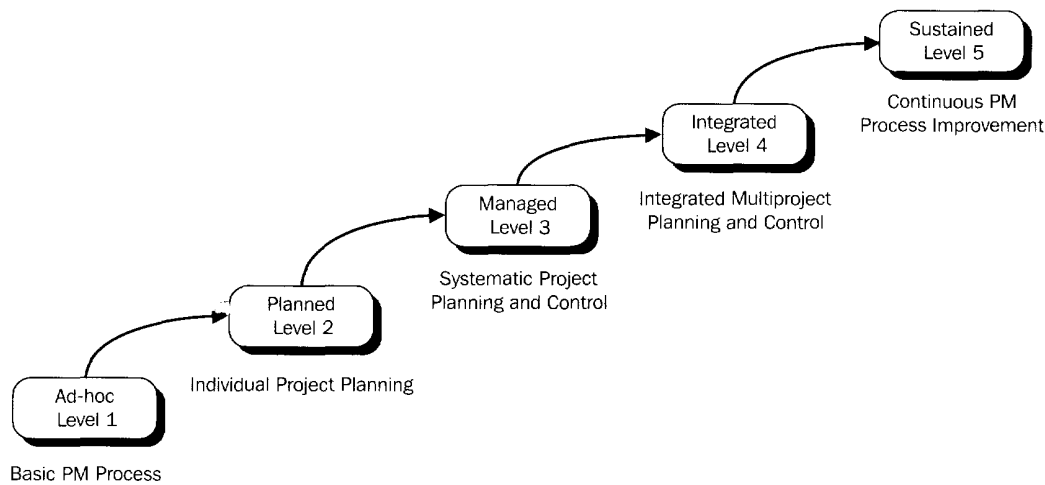 Sustained
Level 5
Continuous PM
Process Improvement
Integrated
Level 4
Integrated Multiproject
Planning and Control
Managed
Level 3
Systematic Project
Planning and Control
Planned
Level 2
Individual Project Planning
Ad-hoc
Level 1
Basic PM Process